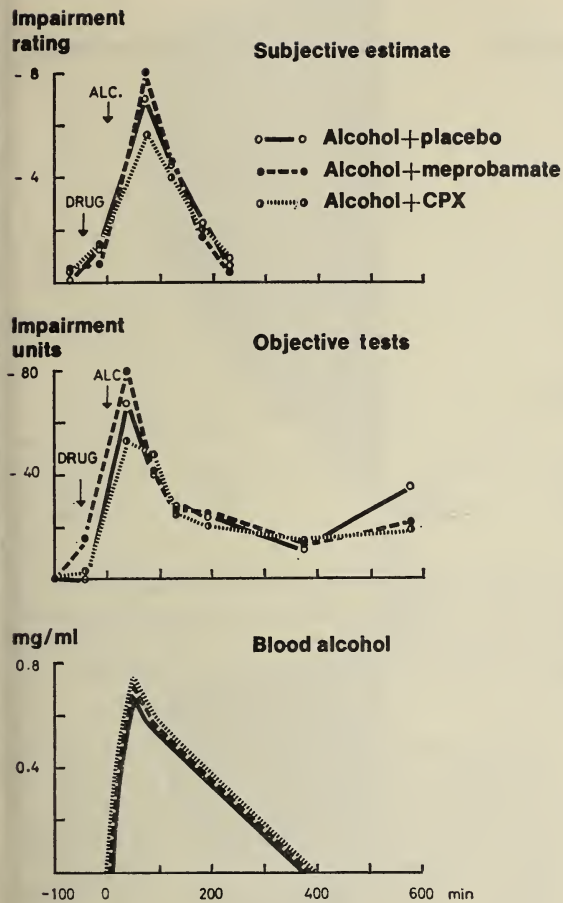 Impairment
rating
Subjective estimate
- 8
ALC.
Alcohol+placebo
Alcohol+meprobamate
- 4
Alcohol+CPX
DRUG
Impairment
units
Objective tests
- 80
ALC
DRUG
- 40
mg/ml
Blood alcohol
0.8
0.4
-100 0 200 400 600 min